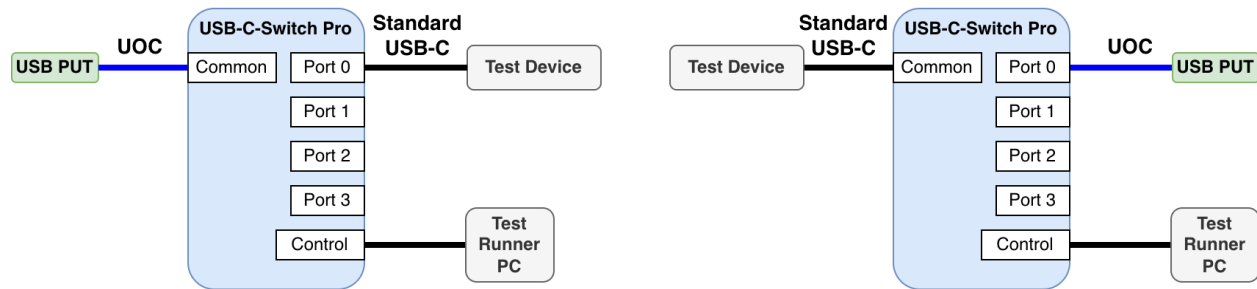 USB-C-Switch Pro
UOC
Standard
USB-C
USB PUT
Common
Port 0
Test Device
Port 1
Port 2
Port 3
Control
Test
Runner
PC
USB-C-Switch Pro
Standard
USB-C
UOC
Test Device
Common
Port 0
USB PUT
Port 1
Port 2
Port 3
Control
Test
Runner
PC